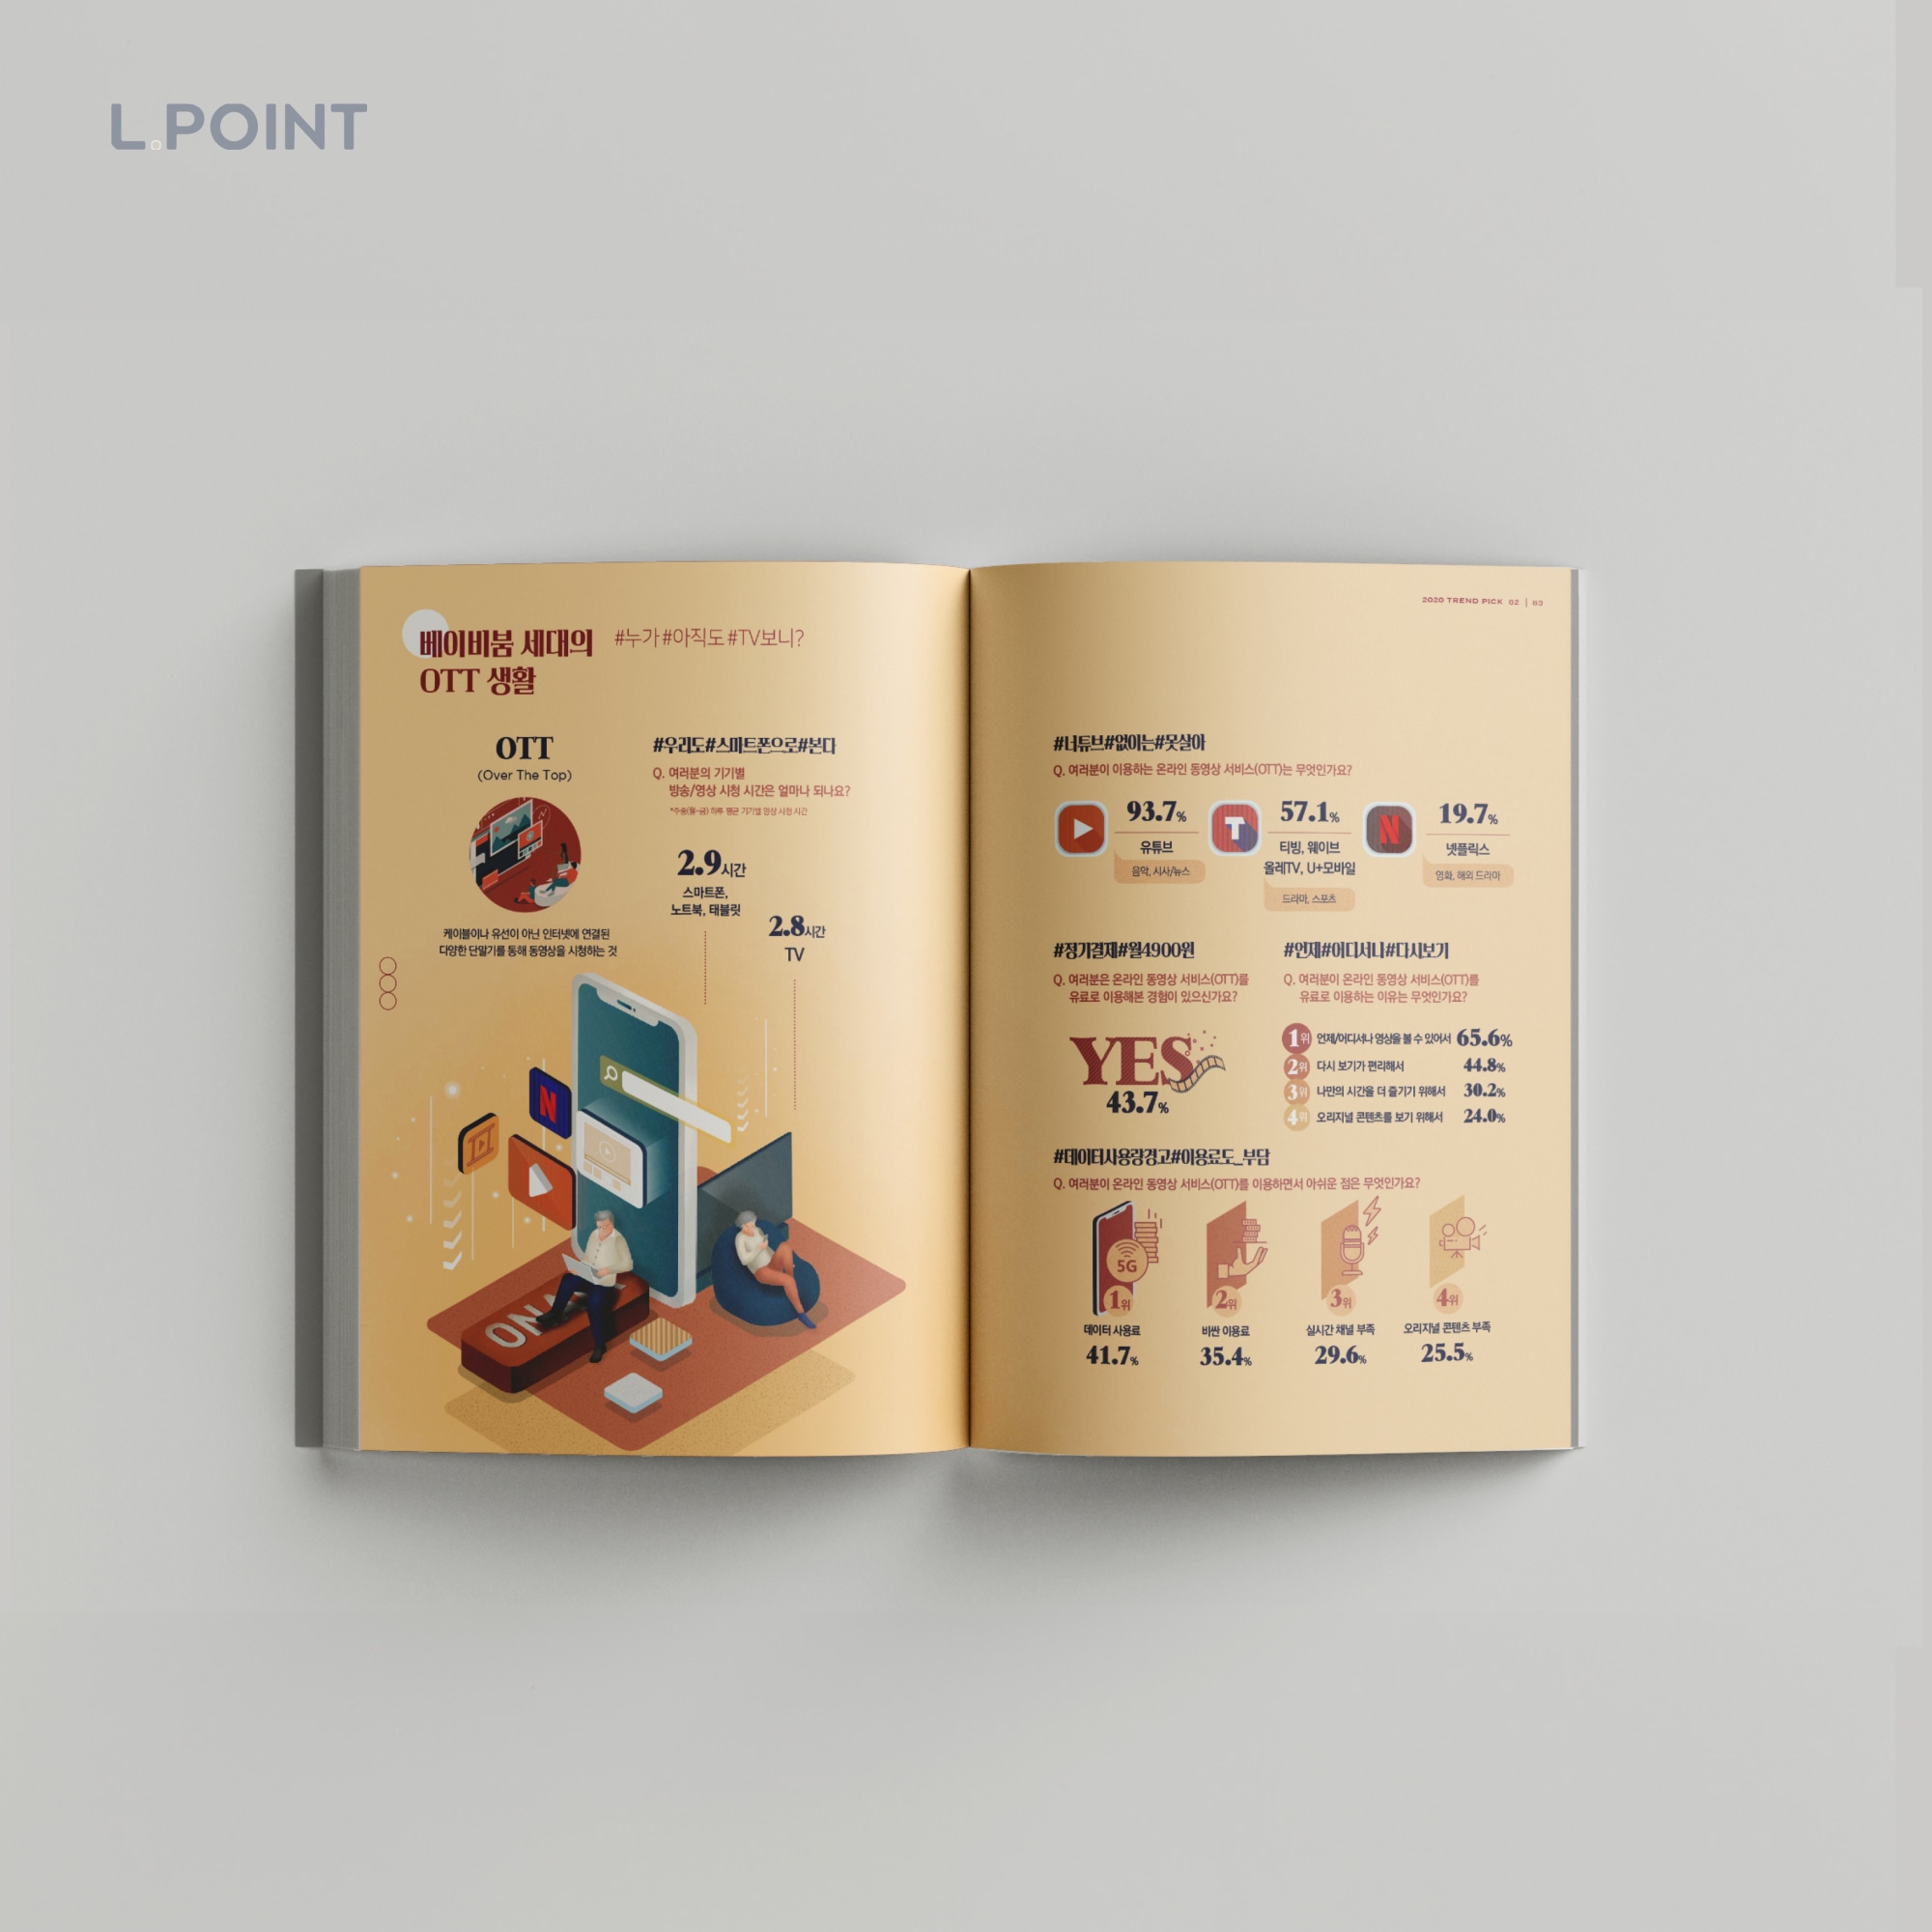 L.POINT
베이비붐 세대의
OTT 생활
#누가#아직도#TV보니?
OTT
(Over The Top)
케이블이나 유선이 아닌 인터넷에 연결된
다양한 단말기를 통해 동영상을 시청하는 것
#우리도#스마트폰으로#본다
Q. 여러분의 기기별
방송/영상 시청 시간은 얼마나 되나요?
*주중(월~금) 하루 평균 기기별 영상 시청 시간
2.9시간
스마트폰,
노트북, 태블릿
2.8시간
TV
N
ON
2020 TREND PICK 02 | 03
#너튜브#없이는#못살아
Q. 여러분이 이용하는 온라인 동영상 서비스(OTT)는 무엇인가요?
93.7%
유튜브
음악, 시사/뉴스
T
57.1%
티빙, 웨이브
올레TV, U+모바일
드라마, 스포츠
N
19.7%
넷플릭스
영화, 해외 드라마
#정기결제#월4900원
Q. 여러분은 온라인 동영상 서비스(OTT)를
유료로 이용해본 경험이 있으신가요?
YES
43.7%
#언제#어디서나#다시보기
Q. 여러분이 온라인 동영상 서비스(OTT)를
유료로 이용하는 이유는 무엇인가요?
1위 언제/어디서나 영상을 볼 수 있어서 65.6%
2위 다시 보기가 편리해서 44.8%
3위 나만의 시간을 더 즐기기 위해서 30.2%
4위 오리지널 콘텐츠를 보기 위해서 24.0%
#데이터사용량경고#이용료도_부담
Q. 여러분이 온라인 동영상 서비스(OTT)를 이용하면서 아쉬운 점은 무엇인가요?
5G
1위
데이터 사용료
41.7%
2위
비싼 이용료
35.4%
3위
실시간 채널 부족
29.6%
4위
오리지널 콘텐츠 부족
25.5%